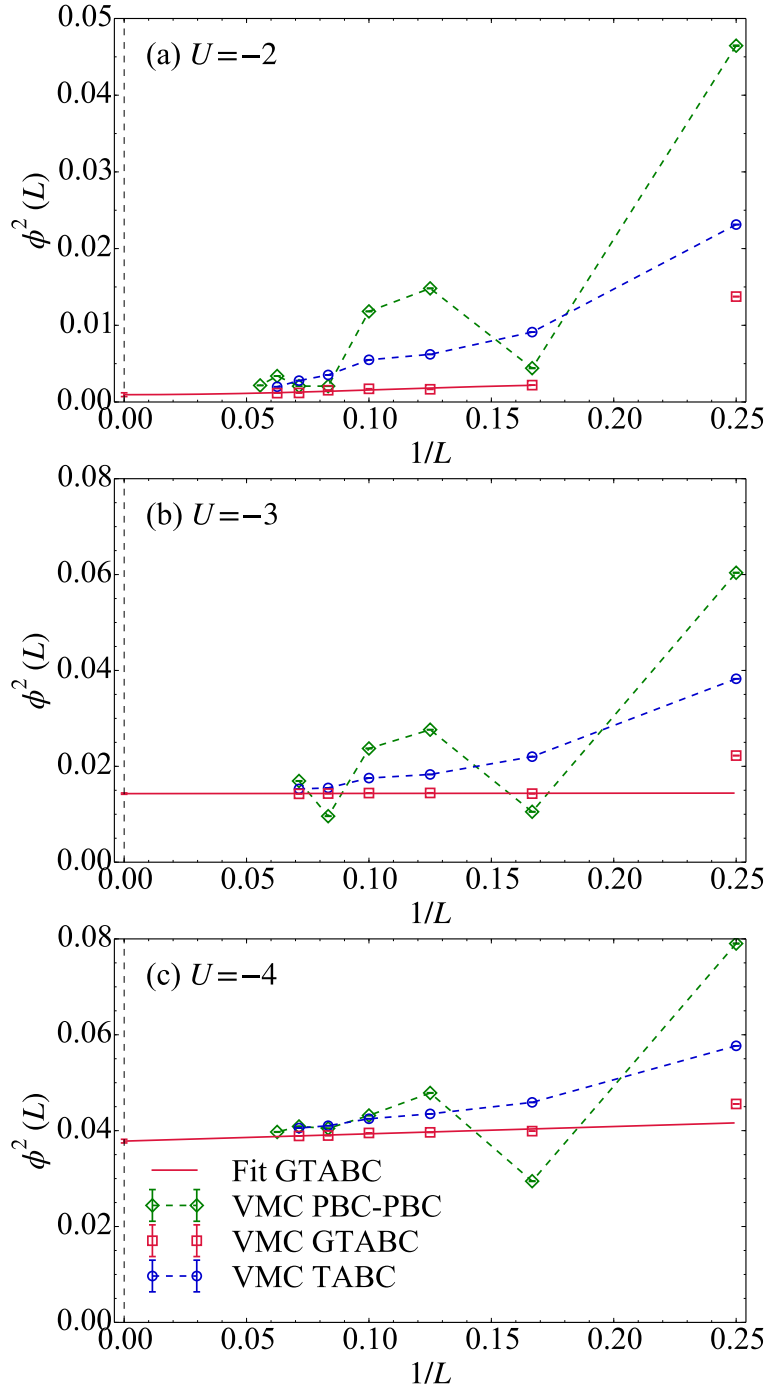 (a) U=−2
0.05
0.04
0.03
0.02
0.01
0.00
ϕ² (L)
0.00 0.05 0.10 0.15 0.20 0.25
1/L
(b) U=−3
0.08
0.06
0.04
0.02
0.00
ϕ² (L)
0.00 0.05 0.10 0.15 0.20 0.25
1/L
(c) U=−4
0.08
0.06
0.04
0.02
0.00
ϕ² (L)
Fit GTABC
VMC PBC-PBC
VMC GTABC
VMC TABC
0.00 0.05 0.10 0.15 0.20 0.25
1/L